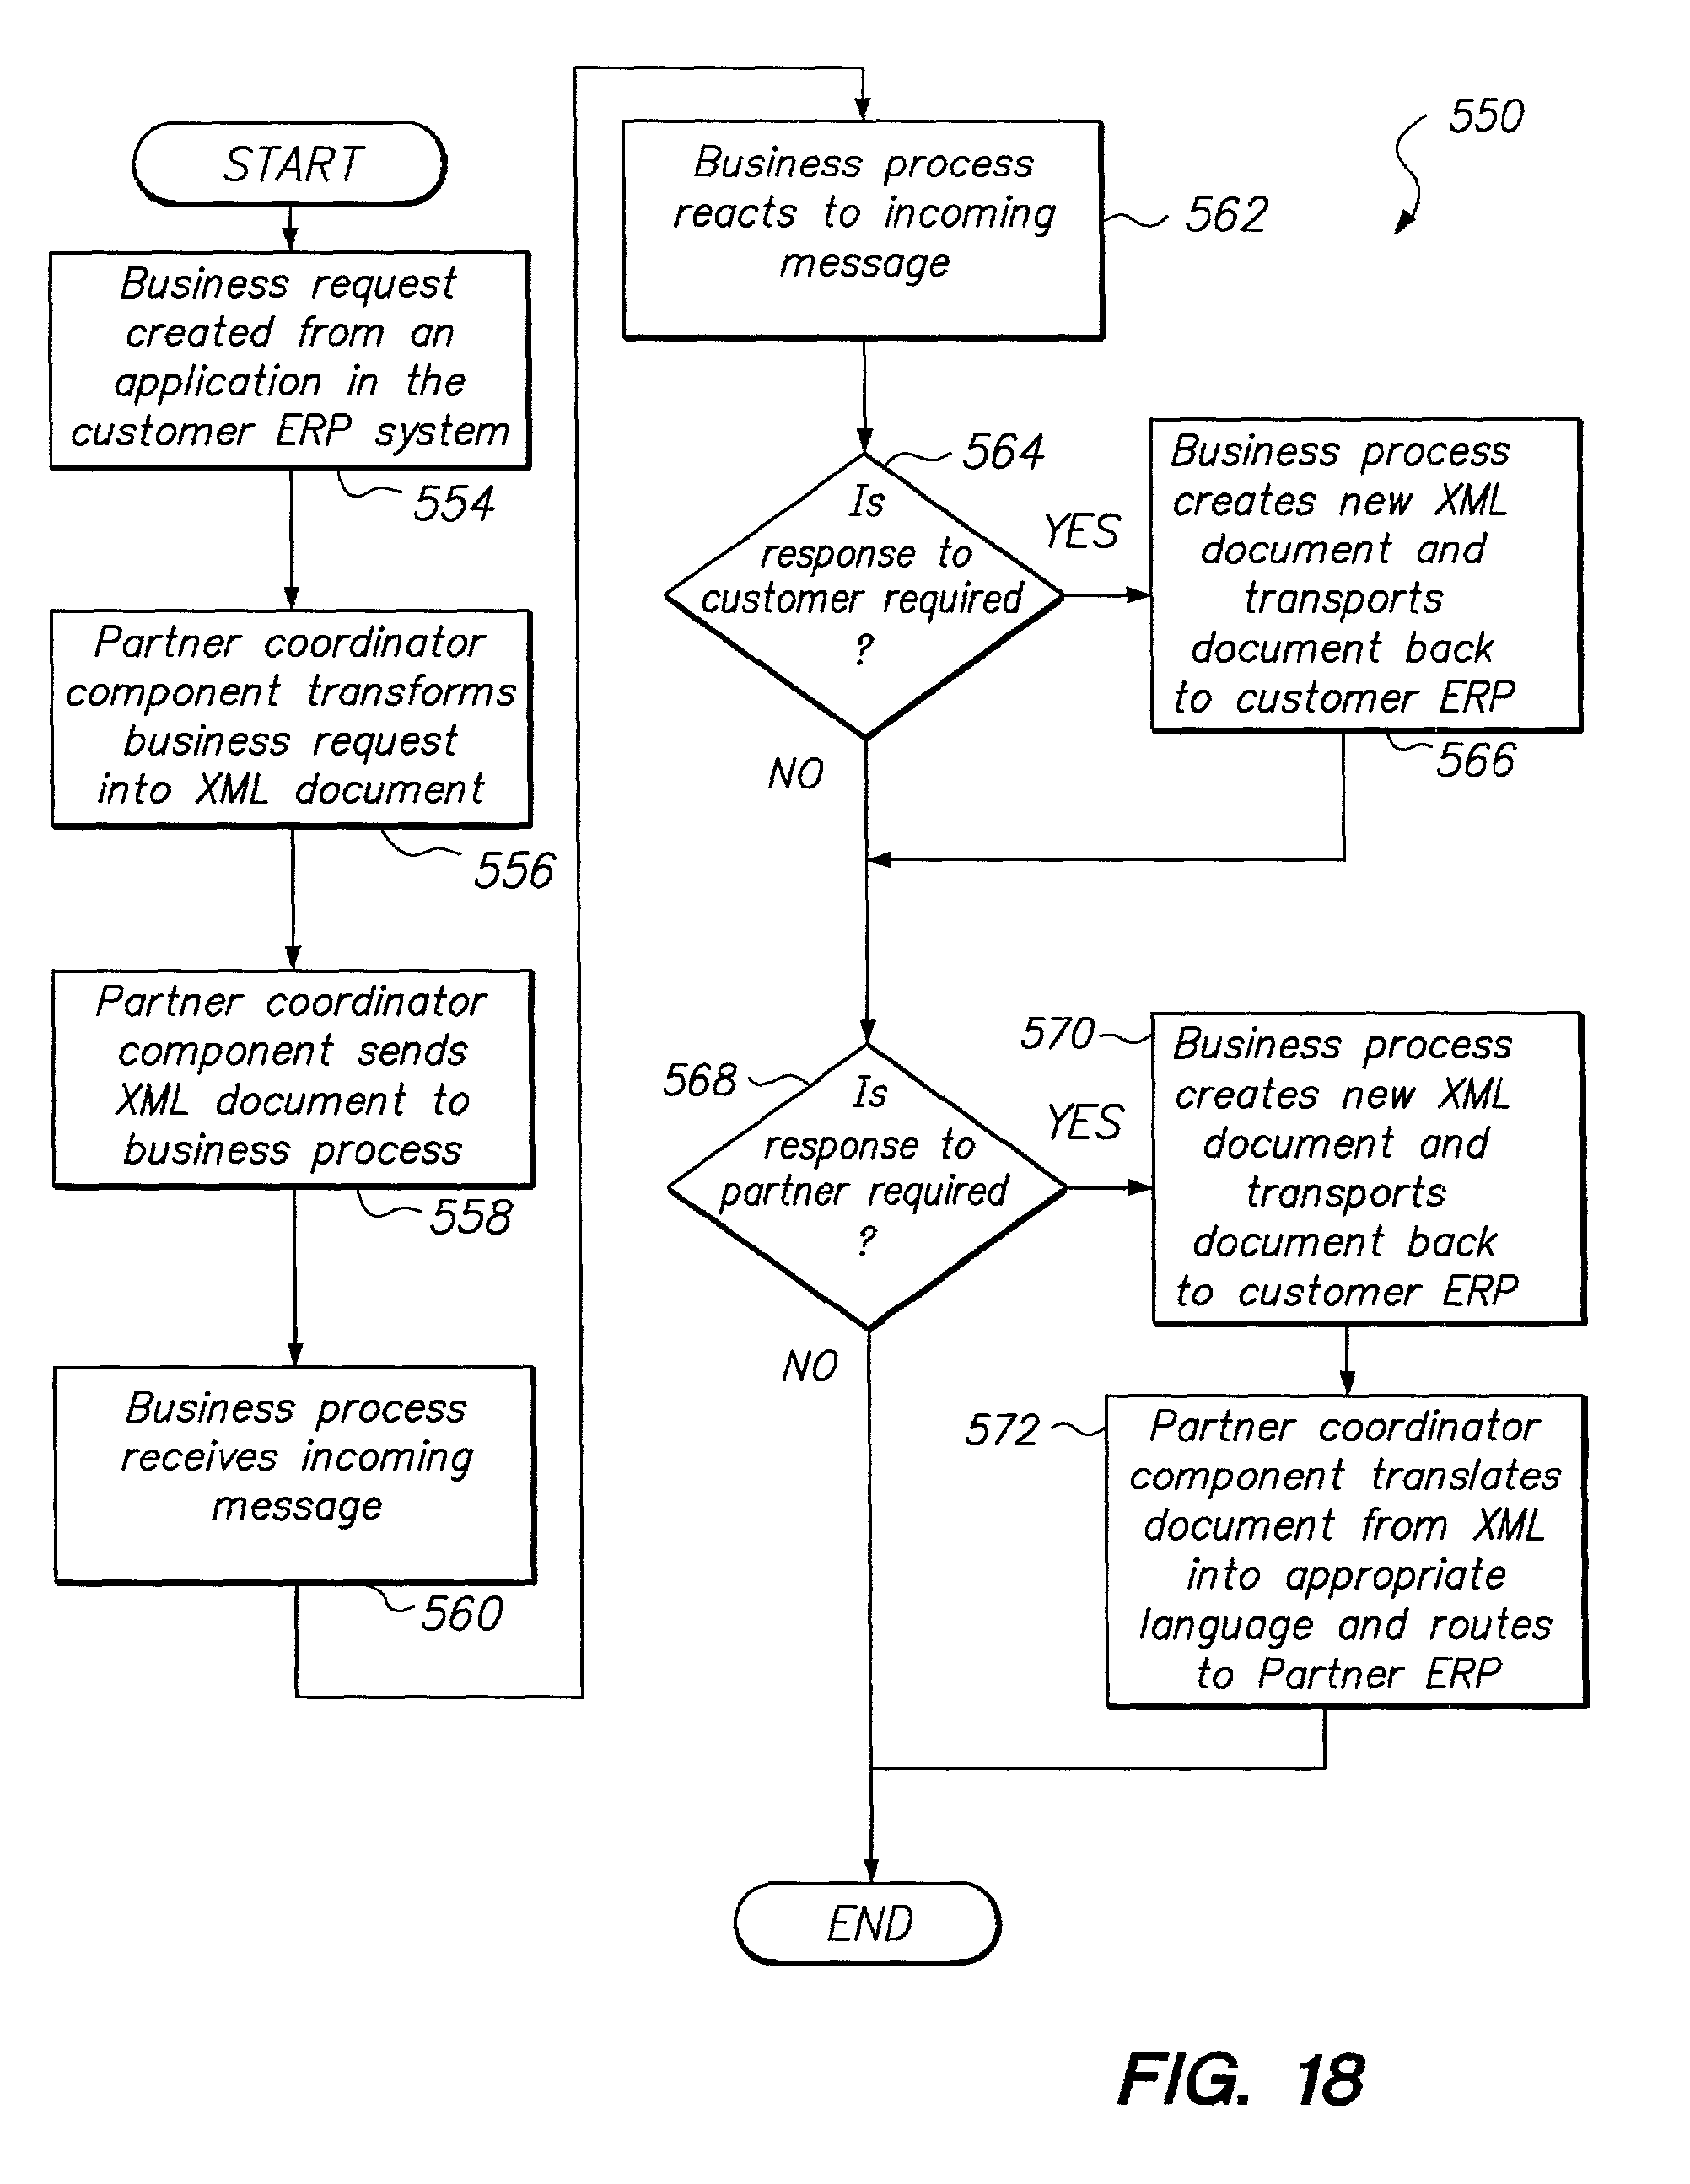 START
Business request
created from an
application in the
customer ERP system
554
Partner coordinator
component transforms
business request
into XML document
556
Partner coordinator
component sends
XML document to
business process
558
Business process
receives incoming
message
560
550
Business process
reacts to incoming
message
562
564
Is
response to
customer required
?
YES
NO
Business process
creates new XML
document and
transports
document back
to customer ERP
566
568
Is
response to
partner required
?
YES
NO
570
Business process
creates new XML
document and
transports
document back
to customer ERP
572
Partner coordinator
component translates
document from XML
into appropriate
language and routes
to Partner ERP
END
FIG. 18